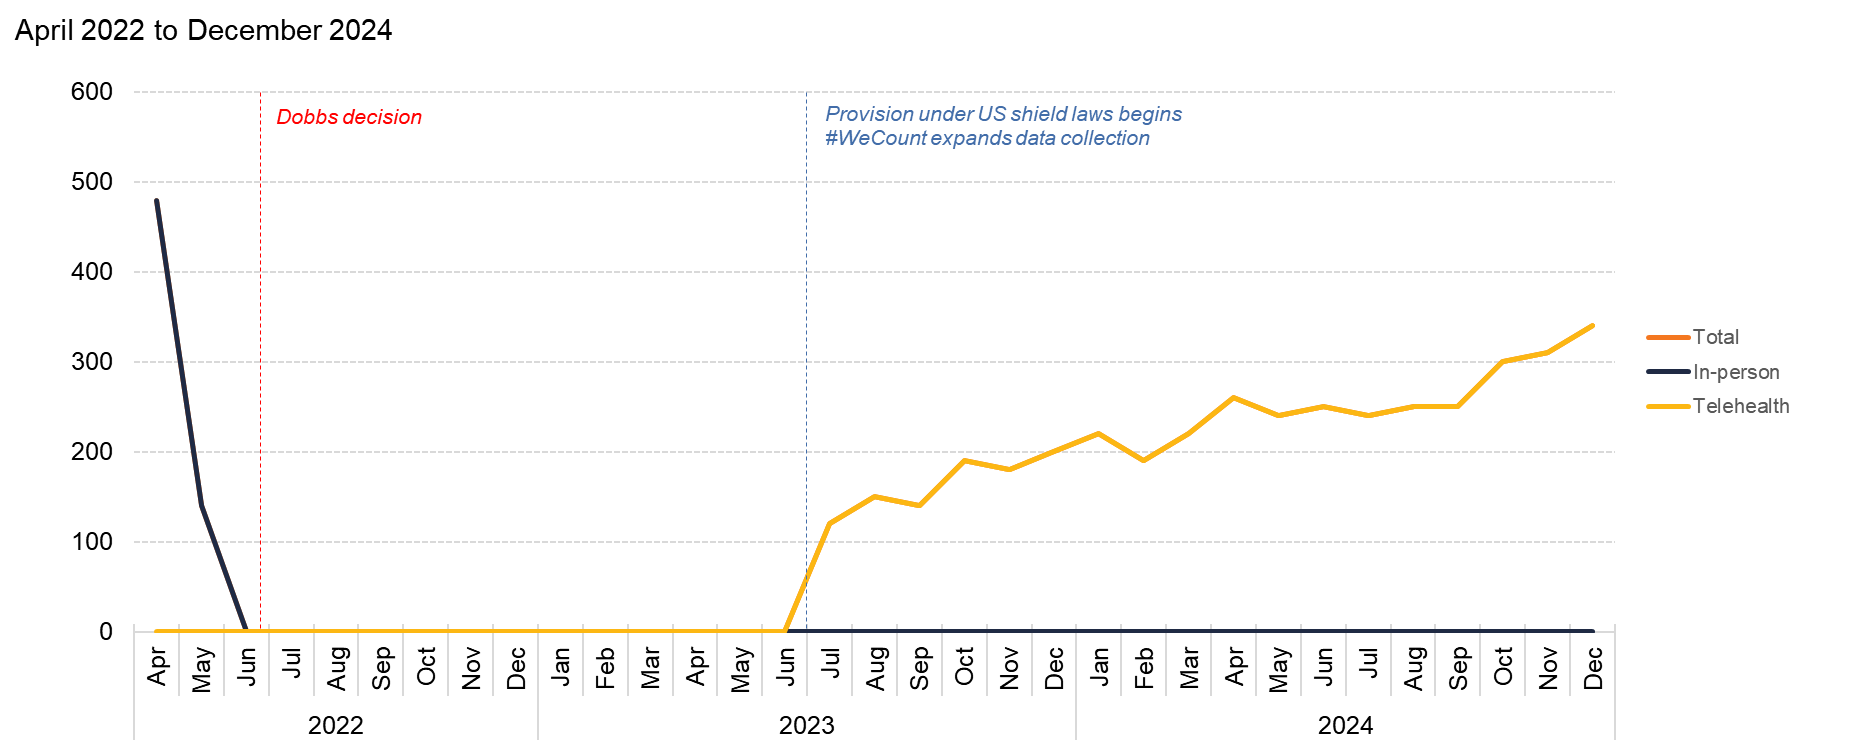 April 2022 to December 2024
600
500
400
300
200
100
0
Dobbs decision
Provision under US shield laws begins
#WeCount expands data collection
Total
In-person
Telehealth
Apr May Jun Jul Aug Sep Oct Nov Dec Jan Feb Mar Apr May Jun Jul Aug Sep Oct Nov Dec Jan Feb Mar Apr May Jun Jul Aug Sep Oct Nov Dec
2022 2023 2024